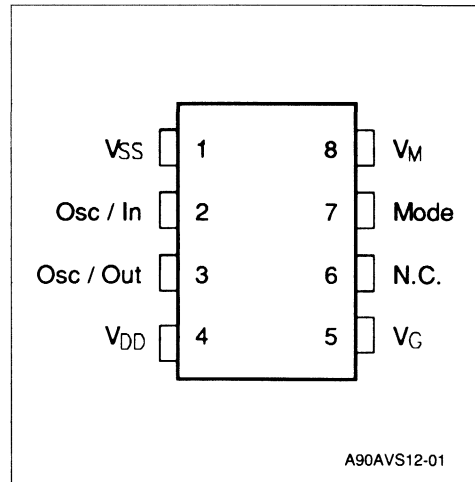 VSS 1 8 VM
Osc / In 2 7 Mode
Osc / Out 3 6 N.C.
VDD 4 5 VG
A90AVS12-01